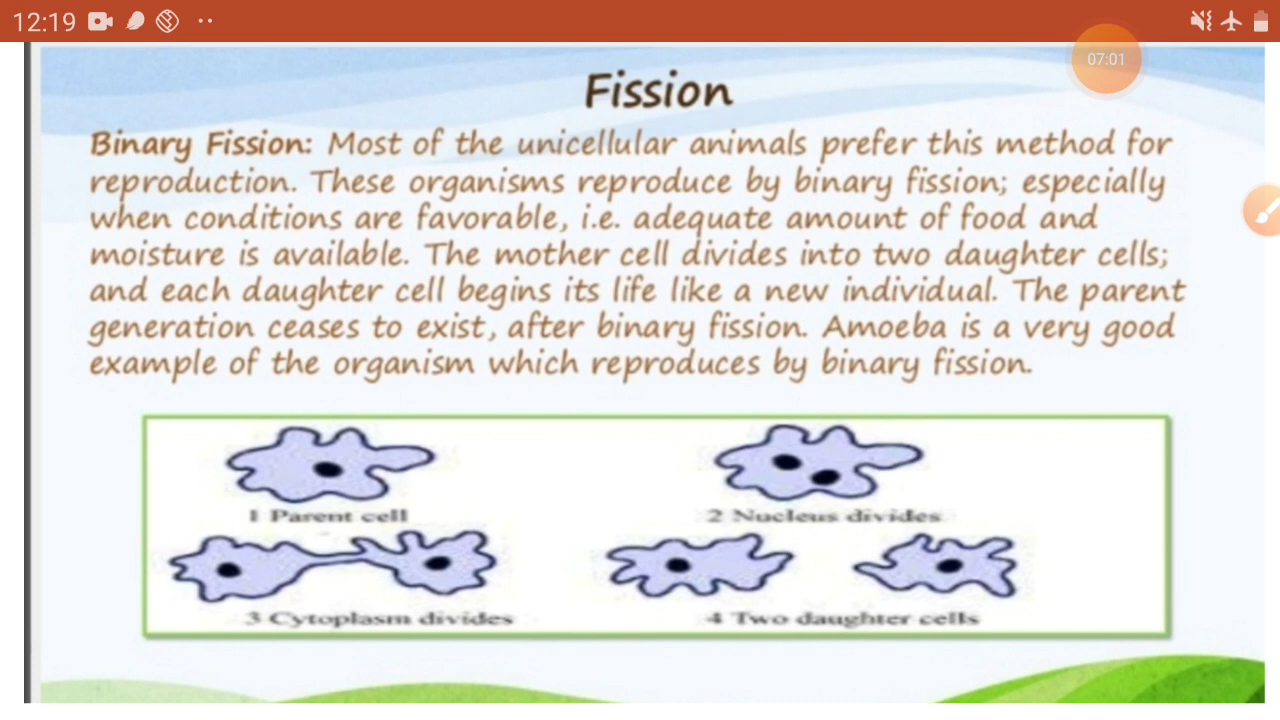 12:19
07:01
Fission
Binary Fission: Most of the unicellular animals prefer this method for
reproduction. These organisms reproduce by binary fission; especially
when conditions are favorable, i.e. adequate amount of food and
moisture is available. The mother cell divides into two daughter cells;
and each daughter cell begins its life like a new individual. The parent
generation ceases to exist, after binary fission. Amoeba is a very good
example of the organism which reproduces by binary fission.
1 Parent cell
2 Nucleus divides
3 Cytoplasm divides
4 Two daughter cells